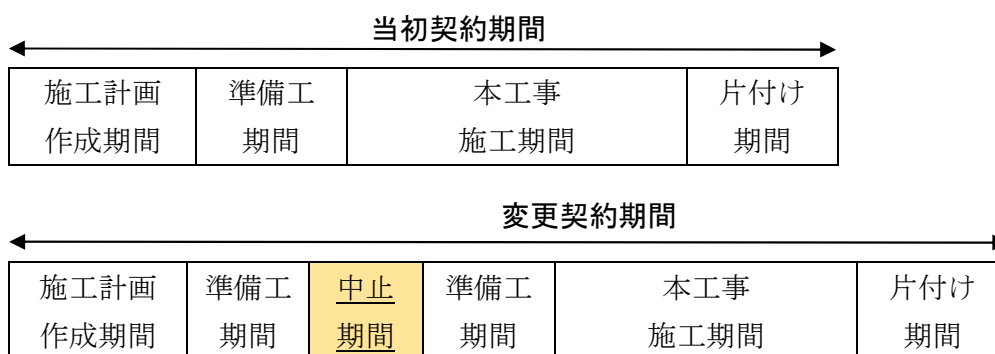 当初契約期間
施工計画 準備工 本工事 片付け
作成期間 期間 施工期間 期間
変更契約期間
施工計画 準備工 中止 準備工 本工事 片付け
作成期間 期間 期間 期間 施工期間 期間